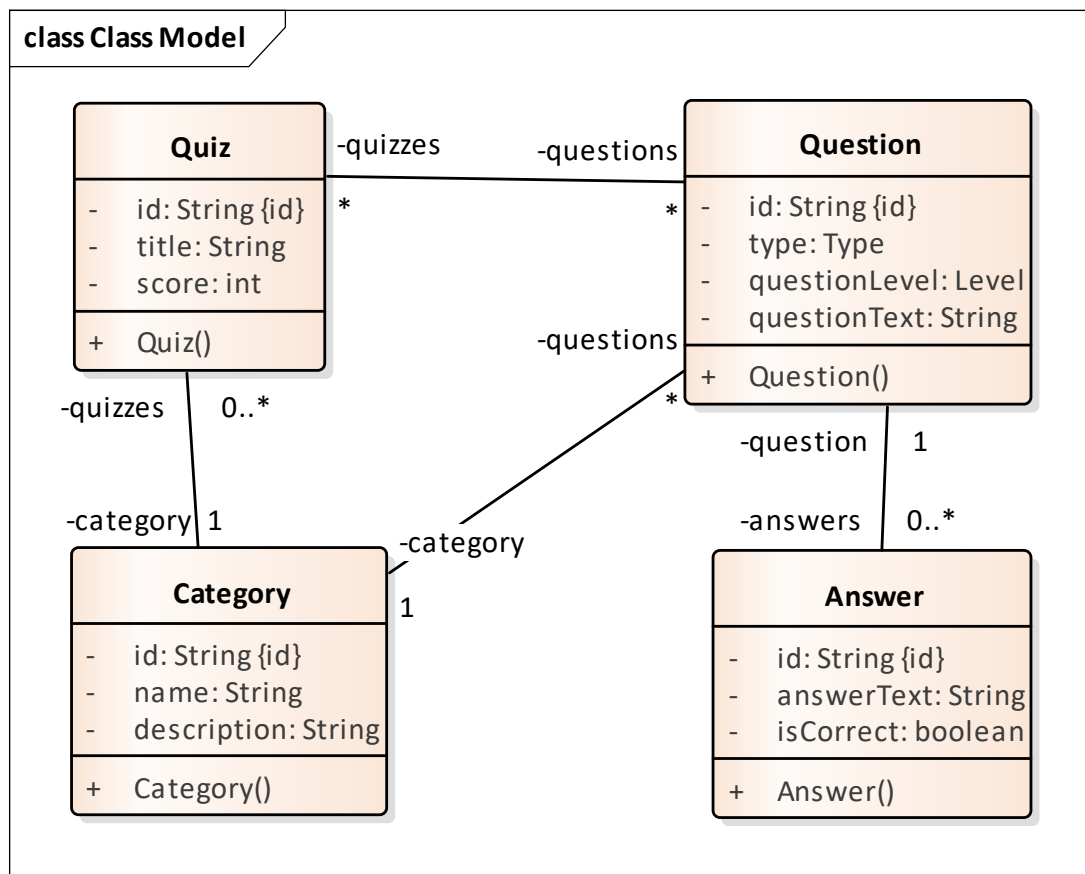 class Class Model
Quiz
- id: String {id}
- title: String
- score: int
+ Quiz()
-quizzes
*
-questions
*
Question
- id: String {id}
- type: Type
- questionLevel: Level
- questionText: String
+ Question()
-quizzes 0..*
-category 1
-questions
*
-category
1
-question 1
-answers 0..*
Category
- id: String {id}
- name: String
- description: String
+ Category()
Answer
- id: String {id}
- answerText: String
- isCorrect: boolean
+ Answer()